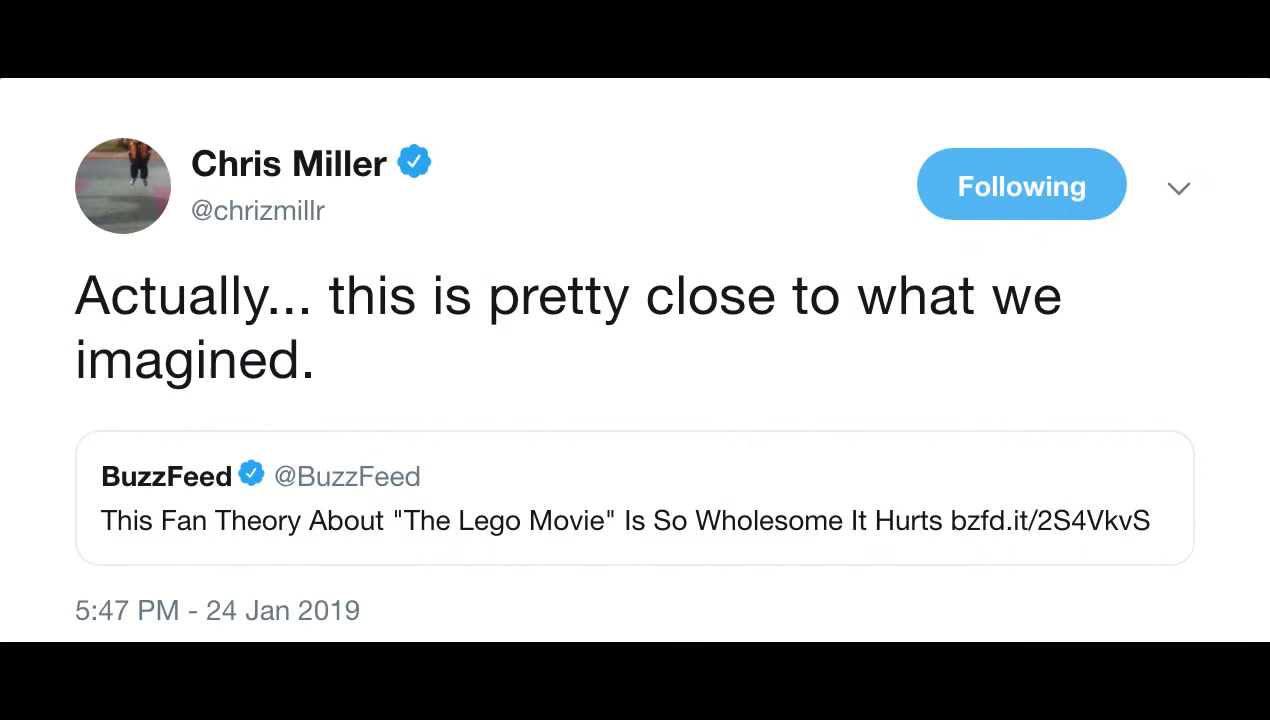 Chris Miller
@chrizmillr
Following
Actually... this is pretty close to what we
imagined.
BuzzFeed @BuzzFeed
This Fan Theory About "The Lego Movie" Is So Wholesome It Hurts bzfd.it/2S4VkvS
5:47 PM - 24 Jan 2019